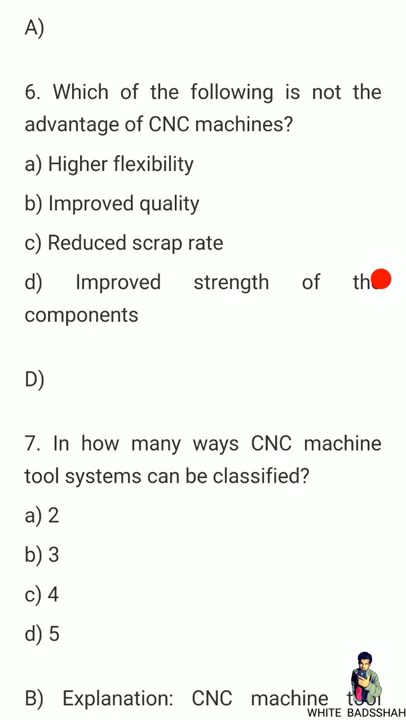 A)
6. Which of the following is not the
advantage of CNC machines?
a) Higher flexibility
b) Improved quality
c) Reduced scrap rate
d) Improved strength of the
components
D)
7. In how many ways CNC machine
tool systems can be classified?
a) 2
b) 3
c) 4
d) 5
B) Explanation: CNC machine tool
WHITE BADSSHAH